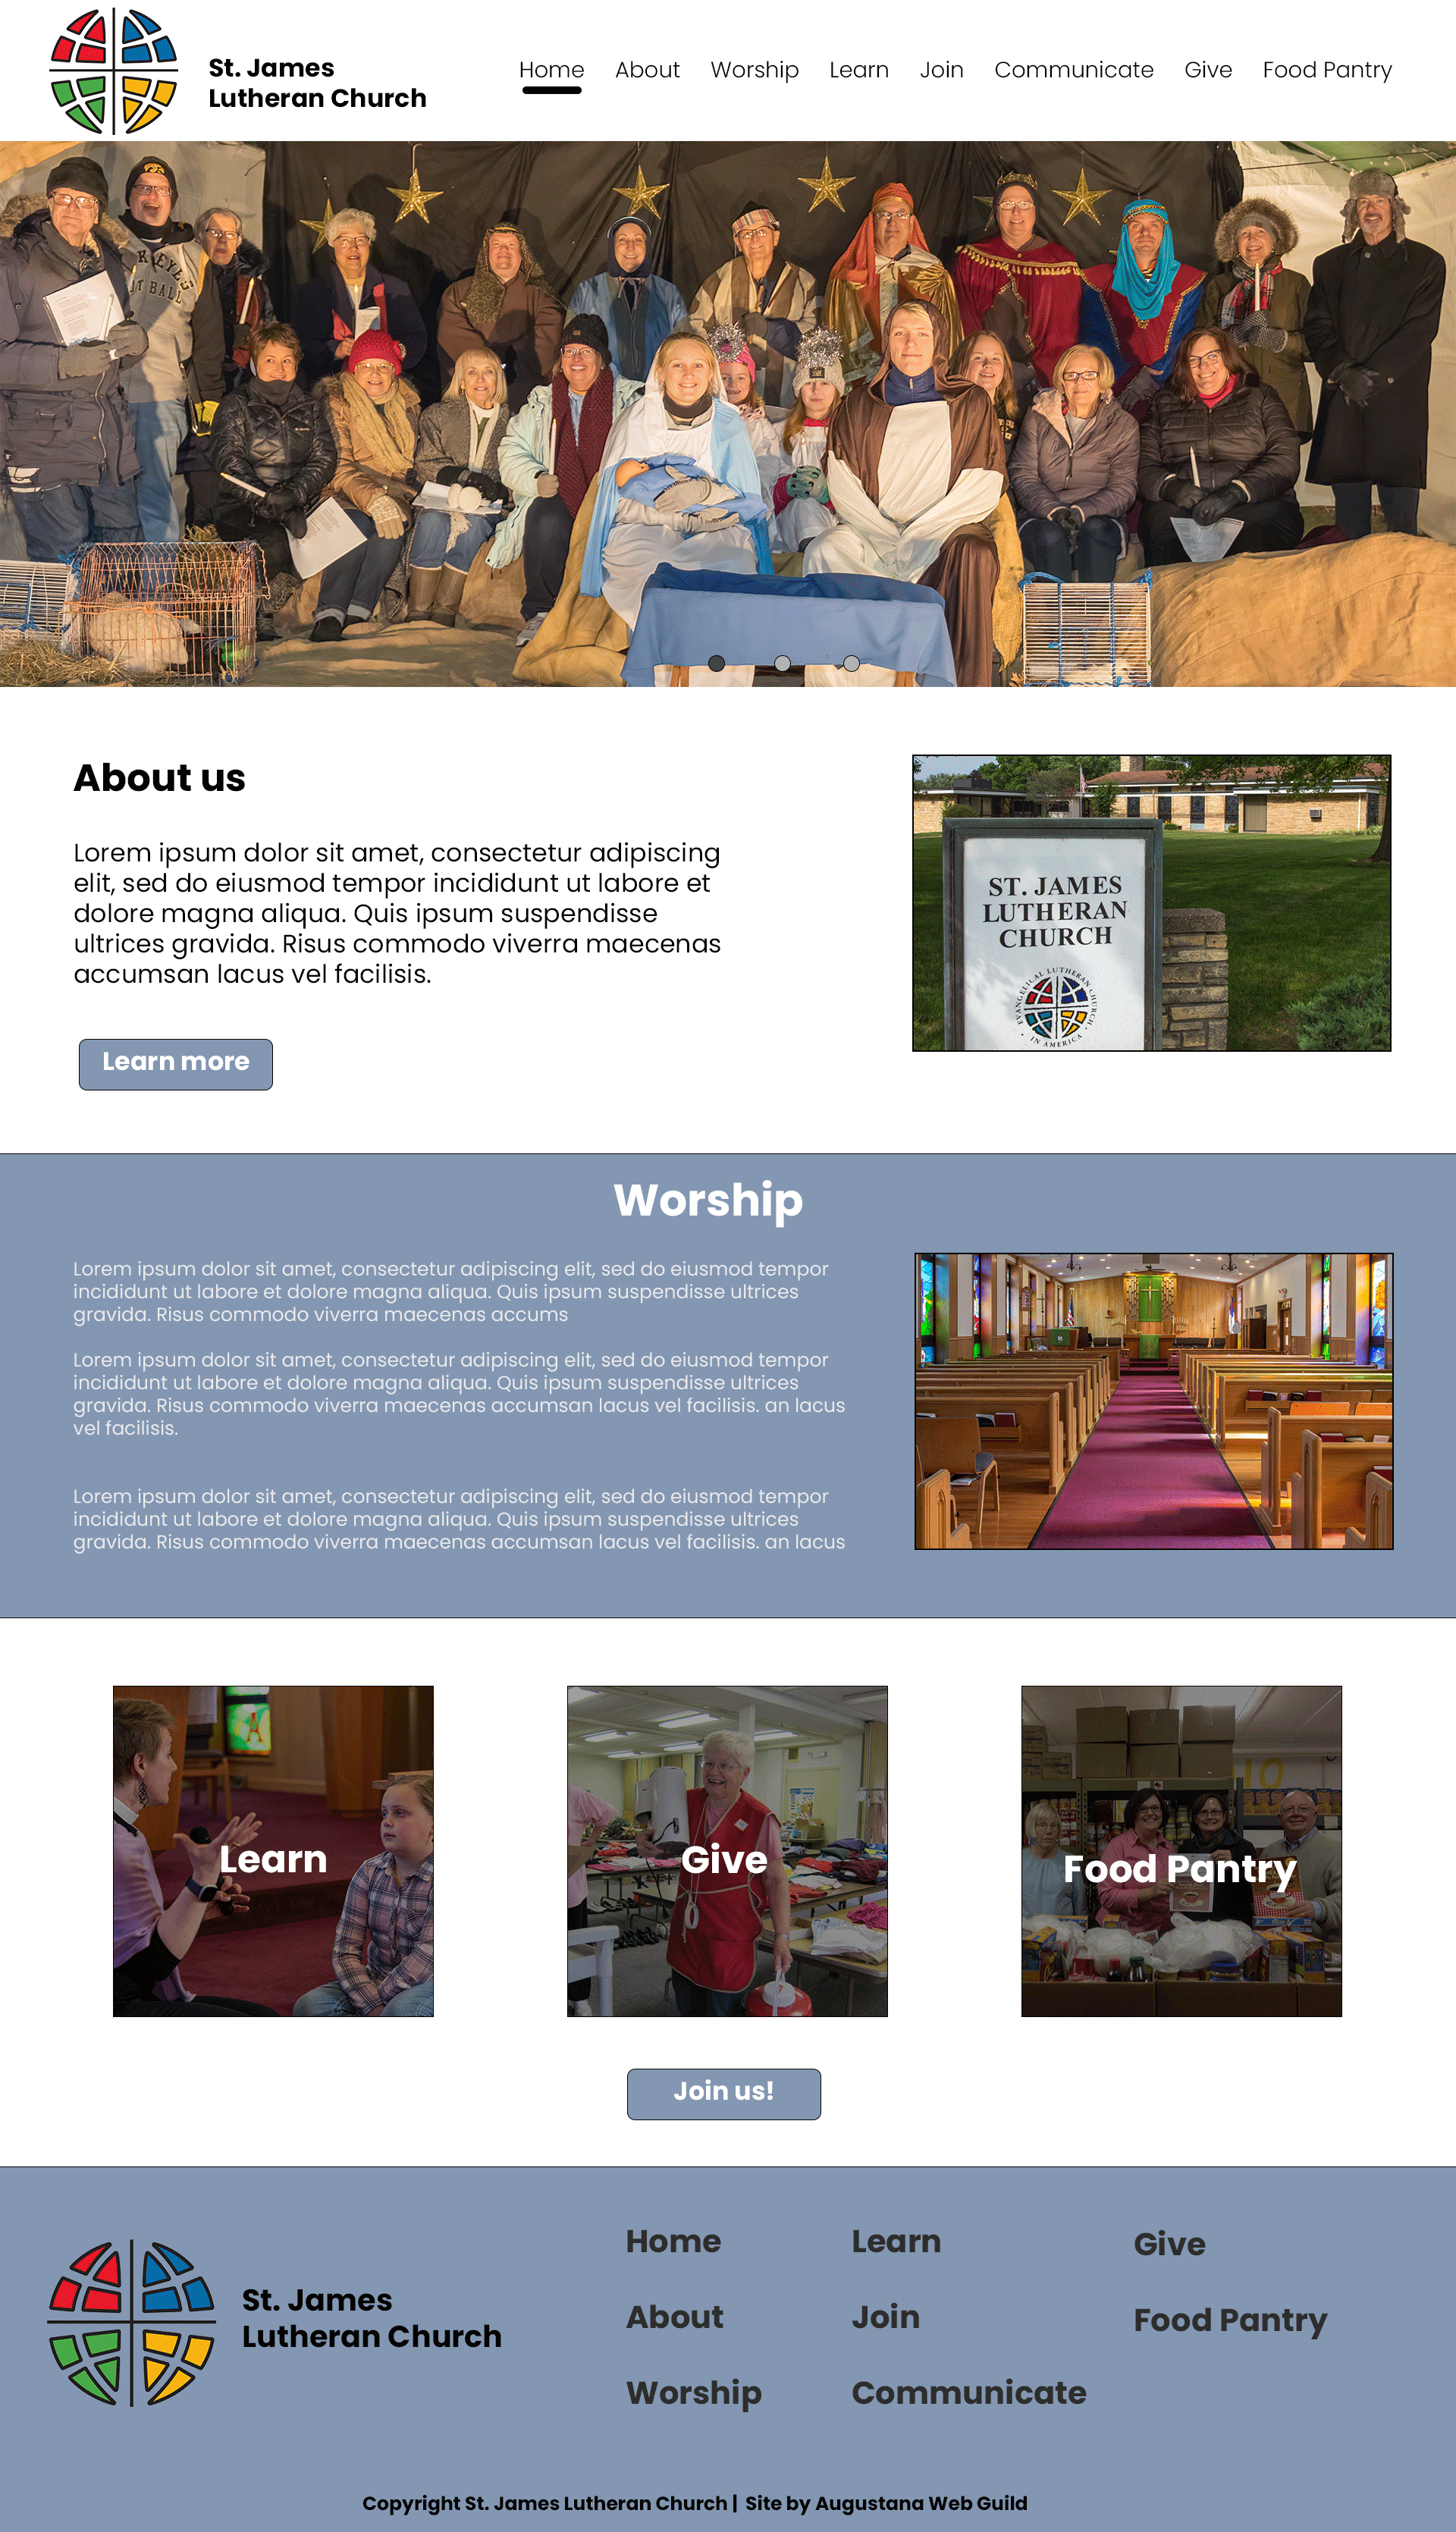 St. James
Lutheran Church
Home About Worship Learn Join Communicate Give Food Pantry
About us
Lorem ipsum dolor sit amet, consectetur adipiscing
elit, sed do eiusmod tempor incididunt ut labore et
dolore magna aliqua. Quis ipsum suspendisse
ultrices gravida. Risus commodo viverra maecenas
accumsan lacus vel facilisis.
Learn more
ST. JAMES
LUTHERAN
CHURCH
EVANGELICAL LUTHERAN CHURCH
IN AMERICA
Worship
Lorem ipsum dolor sit amet, consectetur adipiscing elit, sed do eiusmod tempor
incididunt ut labore et dolore magna aliqua. Quis ipsum suspendisse ultrices
gravida. Risus commodo viverra maecenas accums
Lorem ipsum dolor sit amet, consectetur adipiscing elit, sed do eiusmod tempor
incididunt ut labore et dolore magna aliqua. Quis ipsum suspendisse ultrices
gravida. Risus commodo viverra maecenas accumsan lacus vel facilisis. an lacus
vel facilisis.
Lorem ipsum dolor sit amet, consectetur adipiscing elit, sed do eiusmod tempor
incididunt ut labore et dolore magna aliqua. Quis ipsum suspendisse ultrices
gravida. Risus commodo viverra maecenas accumsan lacus vel facilisis. an lacus
Learn
Give
Food Pantry
Join us!
St. James
Lutheran Church
Home
About
Worship
Learn
Join
Communicate
Give
Food Pantry
Copyright St. James Lutheran Church | Site by Augustana Web Guild